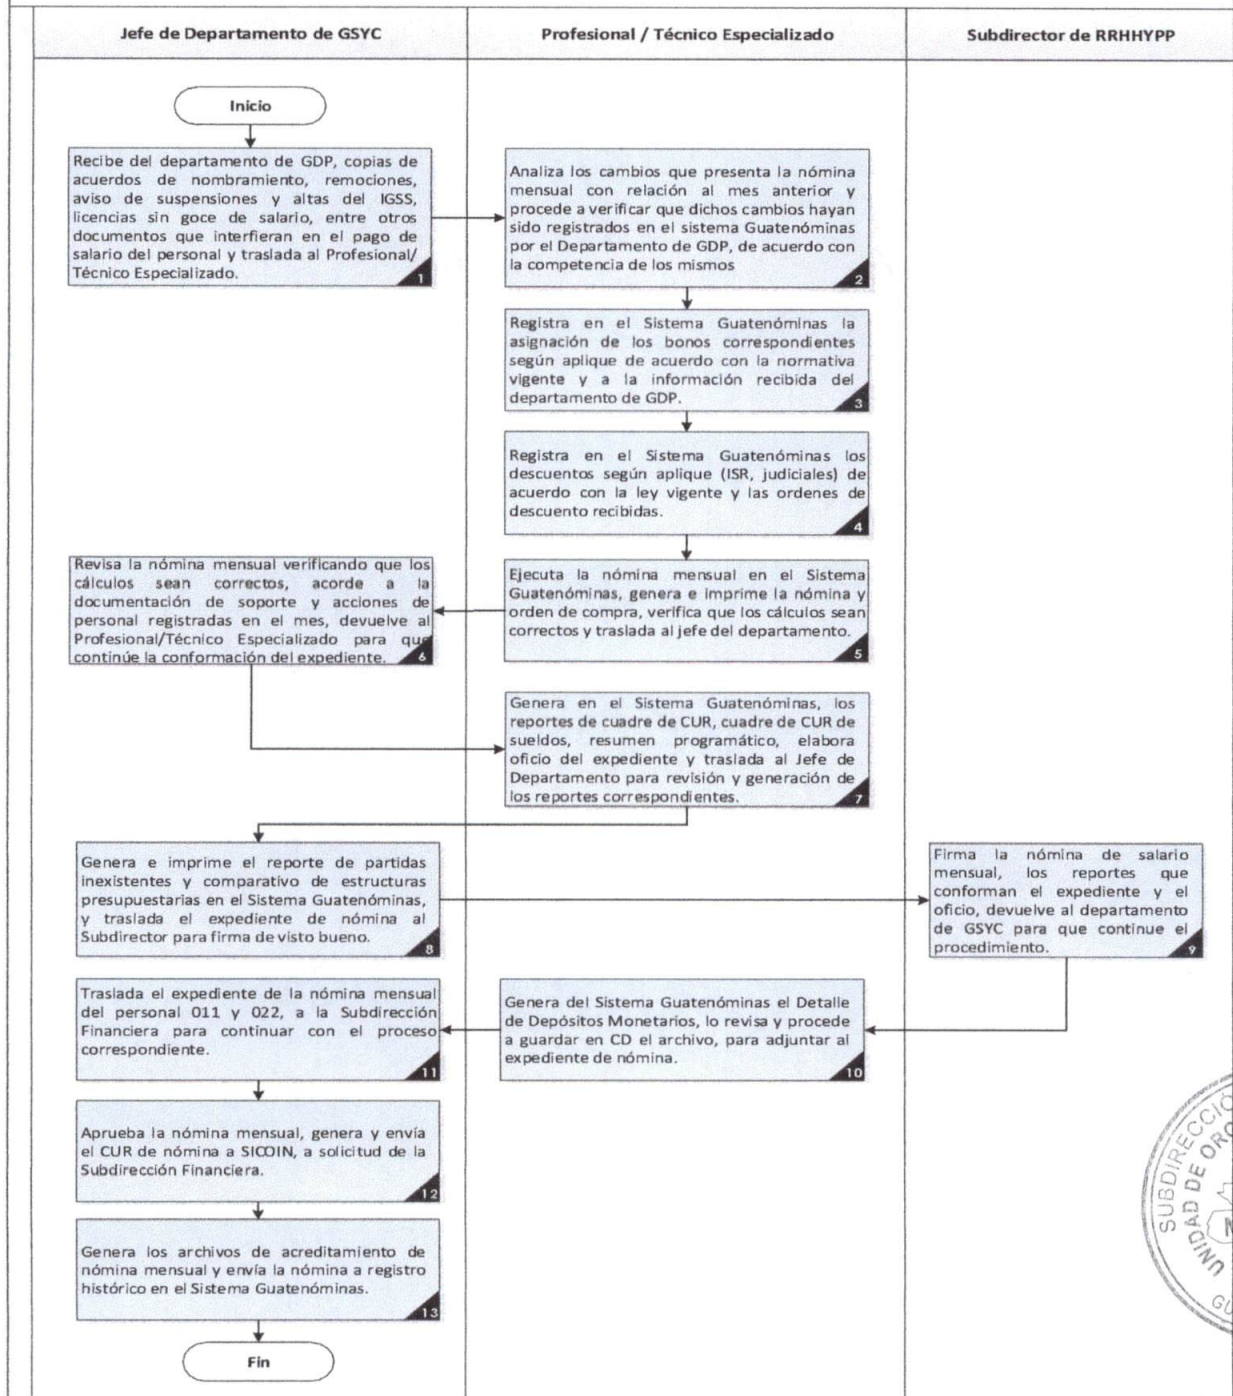 Jefe de Departamento de GSYC
Profesional / Técnico Especializado
Subdirector de RRHHYPP
Inicio
Recibe del departamento de GDP, copias de
acuerdos de nombramiento, remociones,
aviso de suspensiones y altas del IGSS,
licencias sin goce de salario, entre otros
documentos que interfieran en el pago de
salario del personal y traslada al Profesional/
Técnico Especializado.
1
Analiza los cambios que presenta la nómina
mensual con relación al mes anterior y
procede a verificar que dichos cambios hayan
sido registrados en el sistema Guatenóminas
por el Departamento de GDP, de acuerdo con
la competencia de los mismos
2
Registra en el Sistema Guatenóminas la
asignación de los bonos correspondientes
según aplique de acuerdo con la normativa
vigente y a la información recibida del
departamento de GDP.
3
Registra en el Sistema Guatenóminas los
descuentos según aplique (ISR, judiciales) de
acuerdo con la ley vigente y las ordenes de
descuento recibidas.
4
Ejecuta la nómina mensual en el Sistema
Guatenóminas, genera e imprime la nómina y
orden de compra, verifica que los cálculos sean
correctos y traslada al jefe del departamento.
5
Revisa la nómina mensual verificando que los
cálculos sean correctos, acorde a la
documentación de soporte y acciones de
personal registradas en el mes, devuelve al
Profesional/Técnico Especializado para que
continúe la conformación del expediente.
6
Genera en el Sistema Guatenóminas, los
reportes de cuadre de CUR, cuadre de CUR de
sueldos, resumen programático, elabora
oficio del expediente y traslada al Jefe de
Departamento para revisión y generación de
los reportes correspondientes.
7
Genera e imprime el reporte de partidas
inexistentes y comparativo de estructuras
presupuestarias en el Sistema Guatenóminas,
y traslada el expediente de nómina al
Subdirector para firma de visto bueno.
8
Firma la nómina de salario
mensual, los reportes que
conforman el expediente y el
oficio, devuelve al departamento
de GSYC para que continue el
procedimiento.
9
Genera del Sistema Guatenóminas el Detalle
de Depósitos Monetarios, lo revisa y procede
a guardar en CD el archivo, para adjuntar al
expediente de nómina.
10
Traslada el expediente de la nómina mensual
del personal 011 y 022, a la Subdirección
Financiera para continuar con el proceso
correspondiente.
11
Aprueba la nómina mensual, genera y envía
el CUR de nómina a SICOIN, a solicitud de la
Subdirección Financiera.
12
Genera los archivos de acreditamiento de
nómina mensual y envía la nómina a registro
histórico en el Sistema Guatenóminas.
13
Fin
SUBDIRECCIÓ
UNIDAD DE ORG